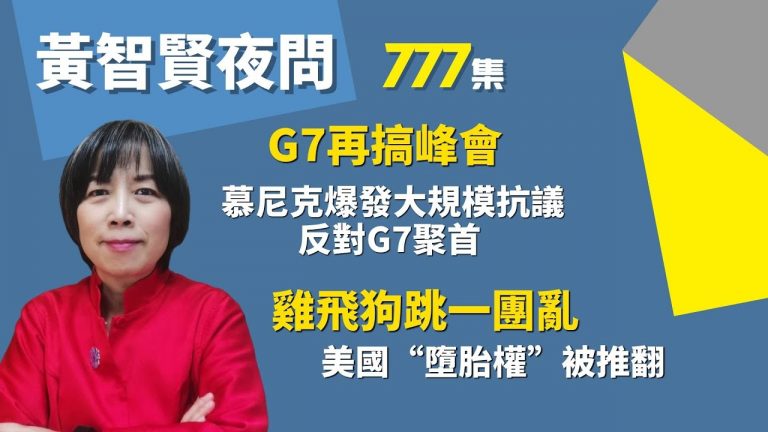 黃智賢夜問 777集
G7再搞峰會
慕尼克爆發大規模抗議
反對G7聚首
雞飛狗跳一團亂
美國“墮胎權”被推翻